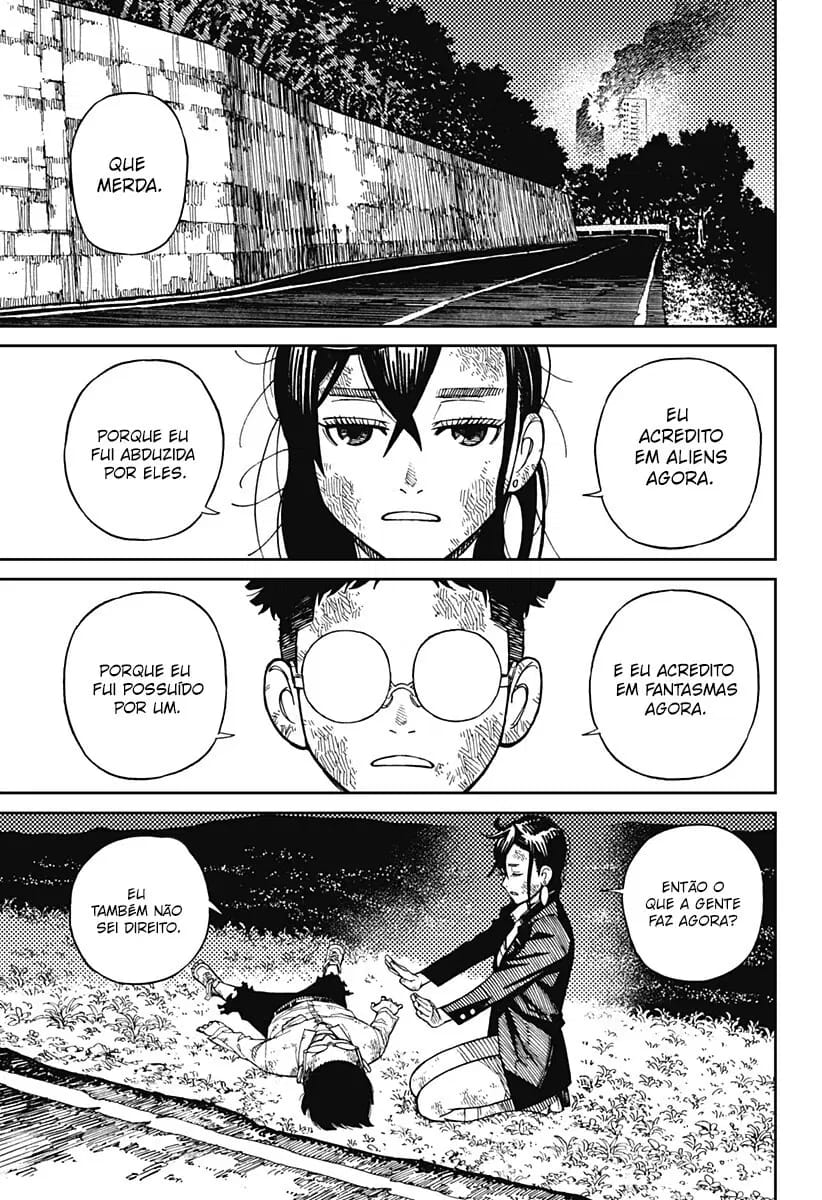 QUE
MERDA.
EU
ACREDITO
EM ALIENS
AGORA.
PORQUE EU
FUI ABDUZIDA
POR ELES.
E EU ACREDITO
EM FANTASMAS
AGORA.
PORQUE EU
FUI POSSUÍDO
POR UM.
ENTÃO O
QUE A GENTE
FAZ AGORA?
EU
TAMBÉM NÃO
SEI DIREITO.